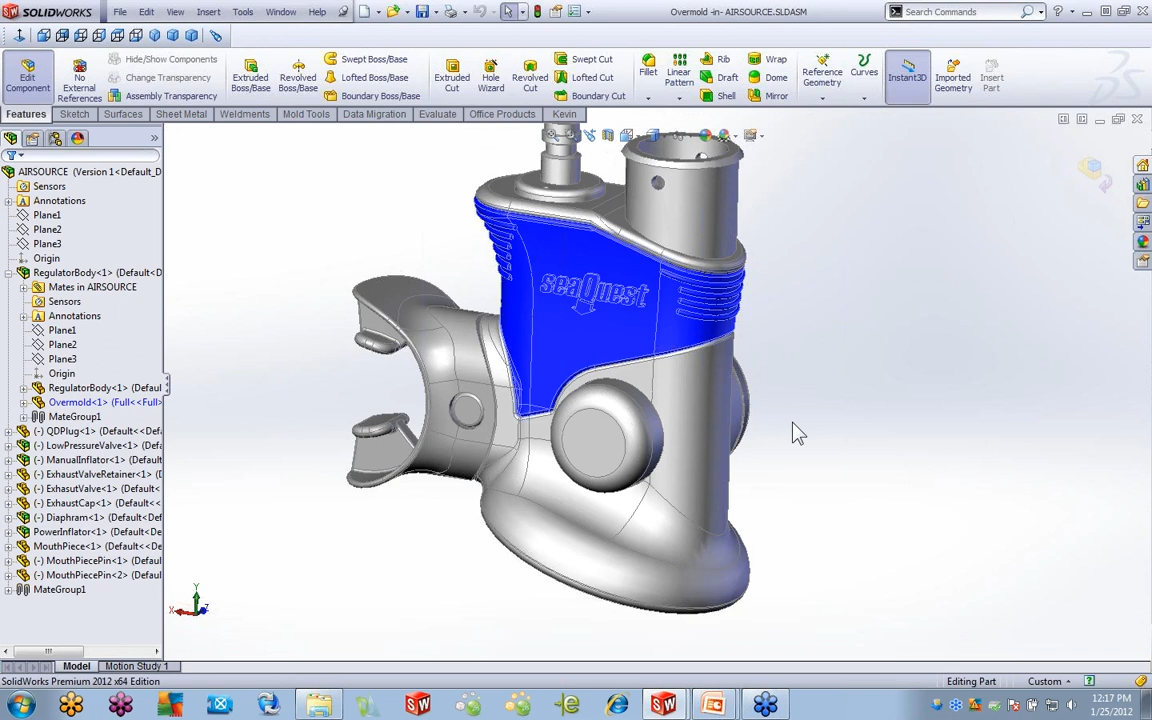 SOLIDWORKS File Edit View Insert Tools Window Help Overmold -in- AIRSOURCE.SLDASM Search Commands
Edit Component
No External References
Hide/Show Components
Change Transparency
Assembly Transparency
Extruded Boss/Base
Revolved Boss/Base
Swept Boss/Base
Lofted Boss/Base
Boundary Boss/Base
Extruded Cut
Hole Wizard
Revolved Cut
Swept Cut
Lofted Cut
Boundary Cut
Fillet
Linear Pattern
Rib
Draft
Shell
Wrap
Dome
Mirror
Reference Geometry
Curves
Instant3D
Imported Geometry
Insert Part
Features Sketch Surfaces Sheet Metal Weldments Mold Tools Data Migration Evaluate Office Products Kevin
AIRSOURCE (Version 1<Default_D
Sensors
Annotations
Plane1
Plane2
Plane3
Origin
RegulatorBody<1> (Default<D
Mates in AIRSOURCE
Sensors
Annotations
Plane1
Plane2
Plane3
Origin
RegulatorBody<1> (Defaul
Overmold<1> (Full<<Full>
MateGroup1
(-) QDPlug<1> (Default<<Def
(-) LowPressureValve<1> (Def
(-) ManualInflator<1> (Default
(-) ExhaustValveRetainer<1> (D
(-) ExhasutValve<1> (Default<
(-) ExhaustCap<1> (Default<<
(-) Diaphram<1> (Default<Def
PowerInflator<1> (Default<De
MouthPiece<1> (Default<<De
(-) MouthPiecePin<1> (Defaul
(-) MouthPiecePin<2> (Defaul
MateGroup1
seaQuest
Y
X
Z
Model Motion Study 1
SolidWorks Premium 2012 x64 Edition Editing Part Custom
12:17 PM
1/25/2012